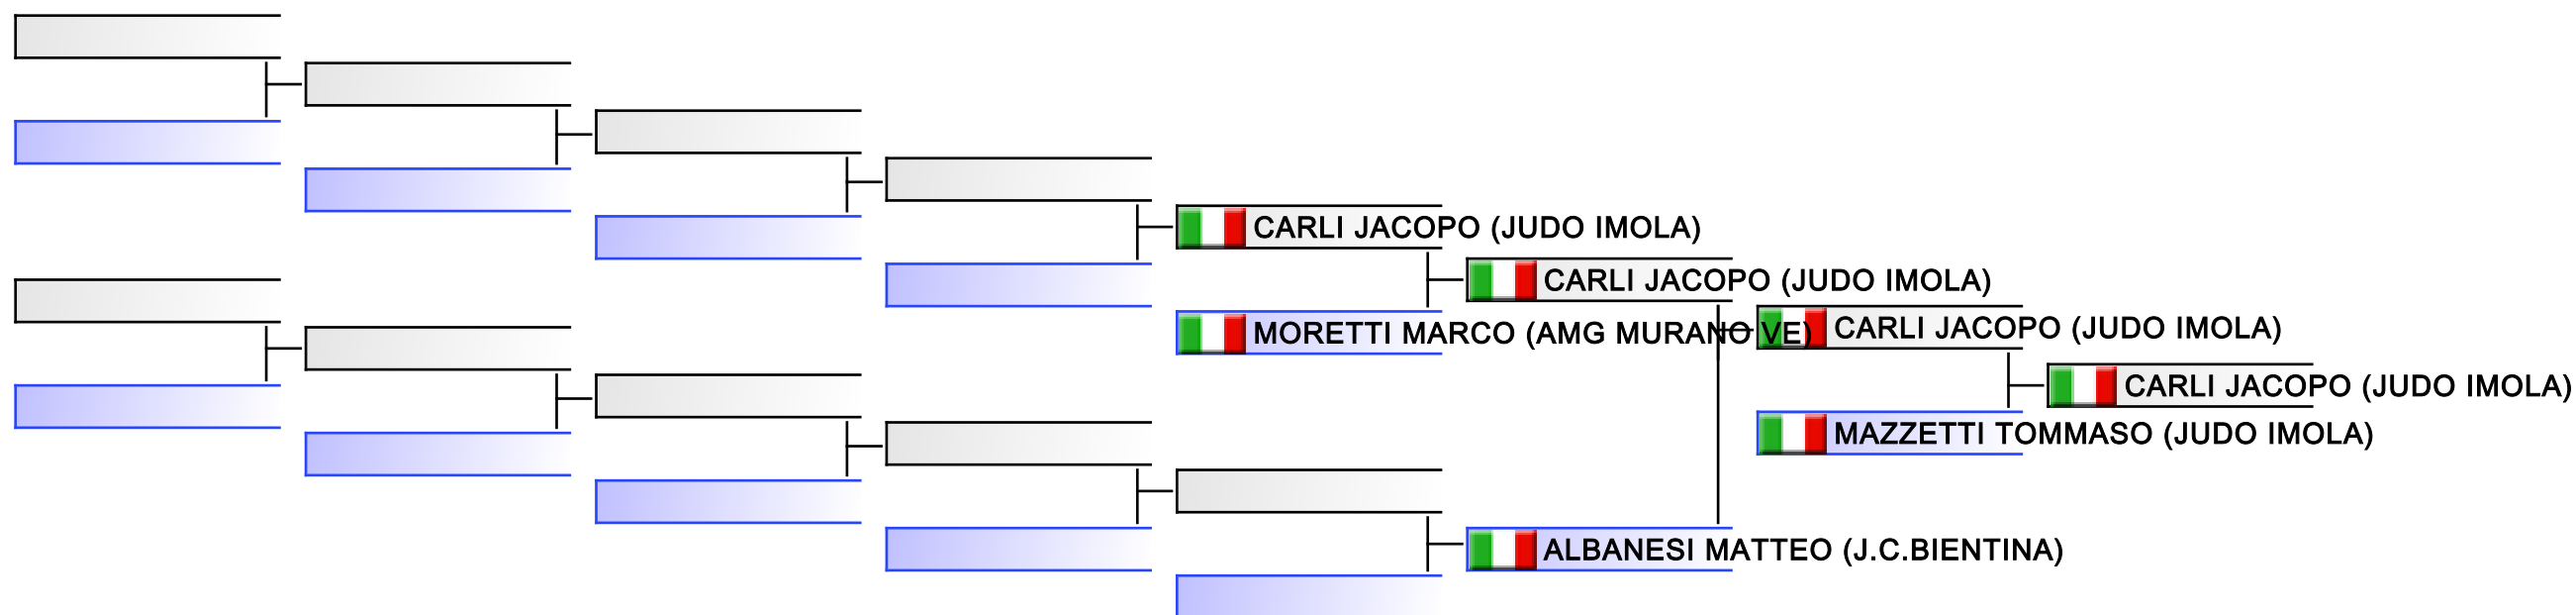 CARLI JACOPO (JUDO IMOLA)
CARLI JACOPO (JUDO IMOLA)
MORETTI MARCO (AMG MURANO VE)
CARLI JACOPO (JUDO IMOLA)
CARLI JACOPO (JUDO IMOLA)
MAZZETTI TOMMASO (JUDO IMOLA)
ALBANESI MATTEO (J.C.BIENTINA)